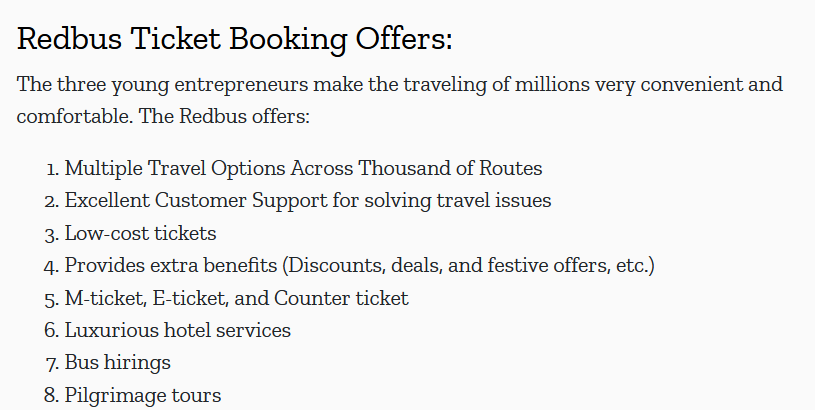 Redbus Ticket Booking Offers:
The three young entrepreneurs make the traveling of millions very convenient and
comfortable. The Redbus offers:
1. Multiple Travel Options Across Thousand of Routes
2. Excellent Customer Support for solving travel issues
3. Low-cost tickets
4. Provides extra benefits (Discounts, deals, and festive offers, etc.)
5. M-ticket, E-ticket, and Counter ticket
6. Luxurious hotel services
7. Bus hirings
8. Pilgrimage tours